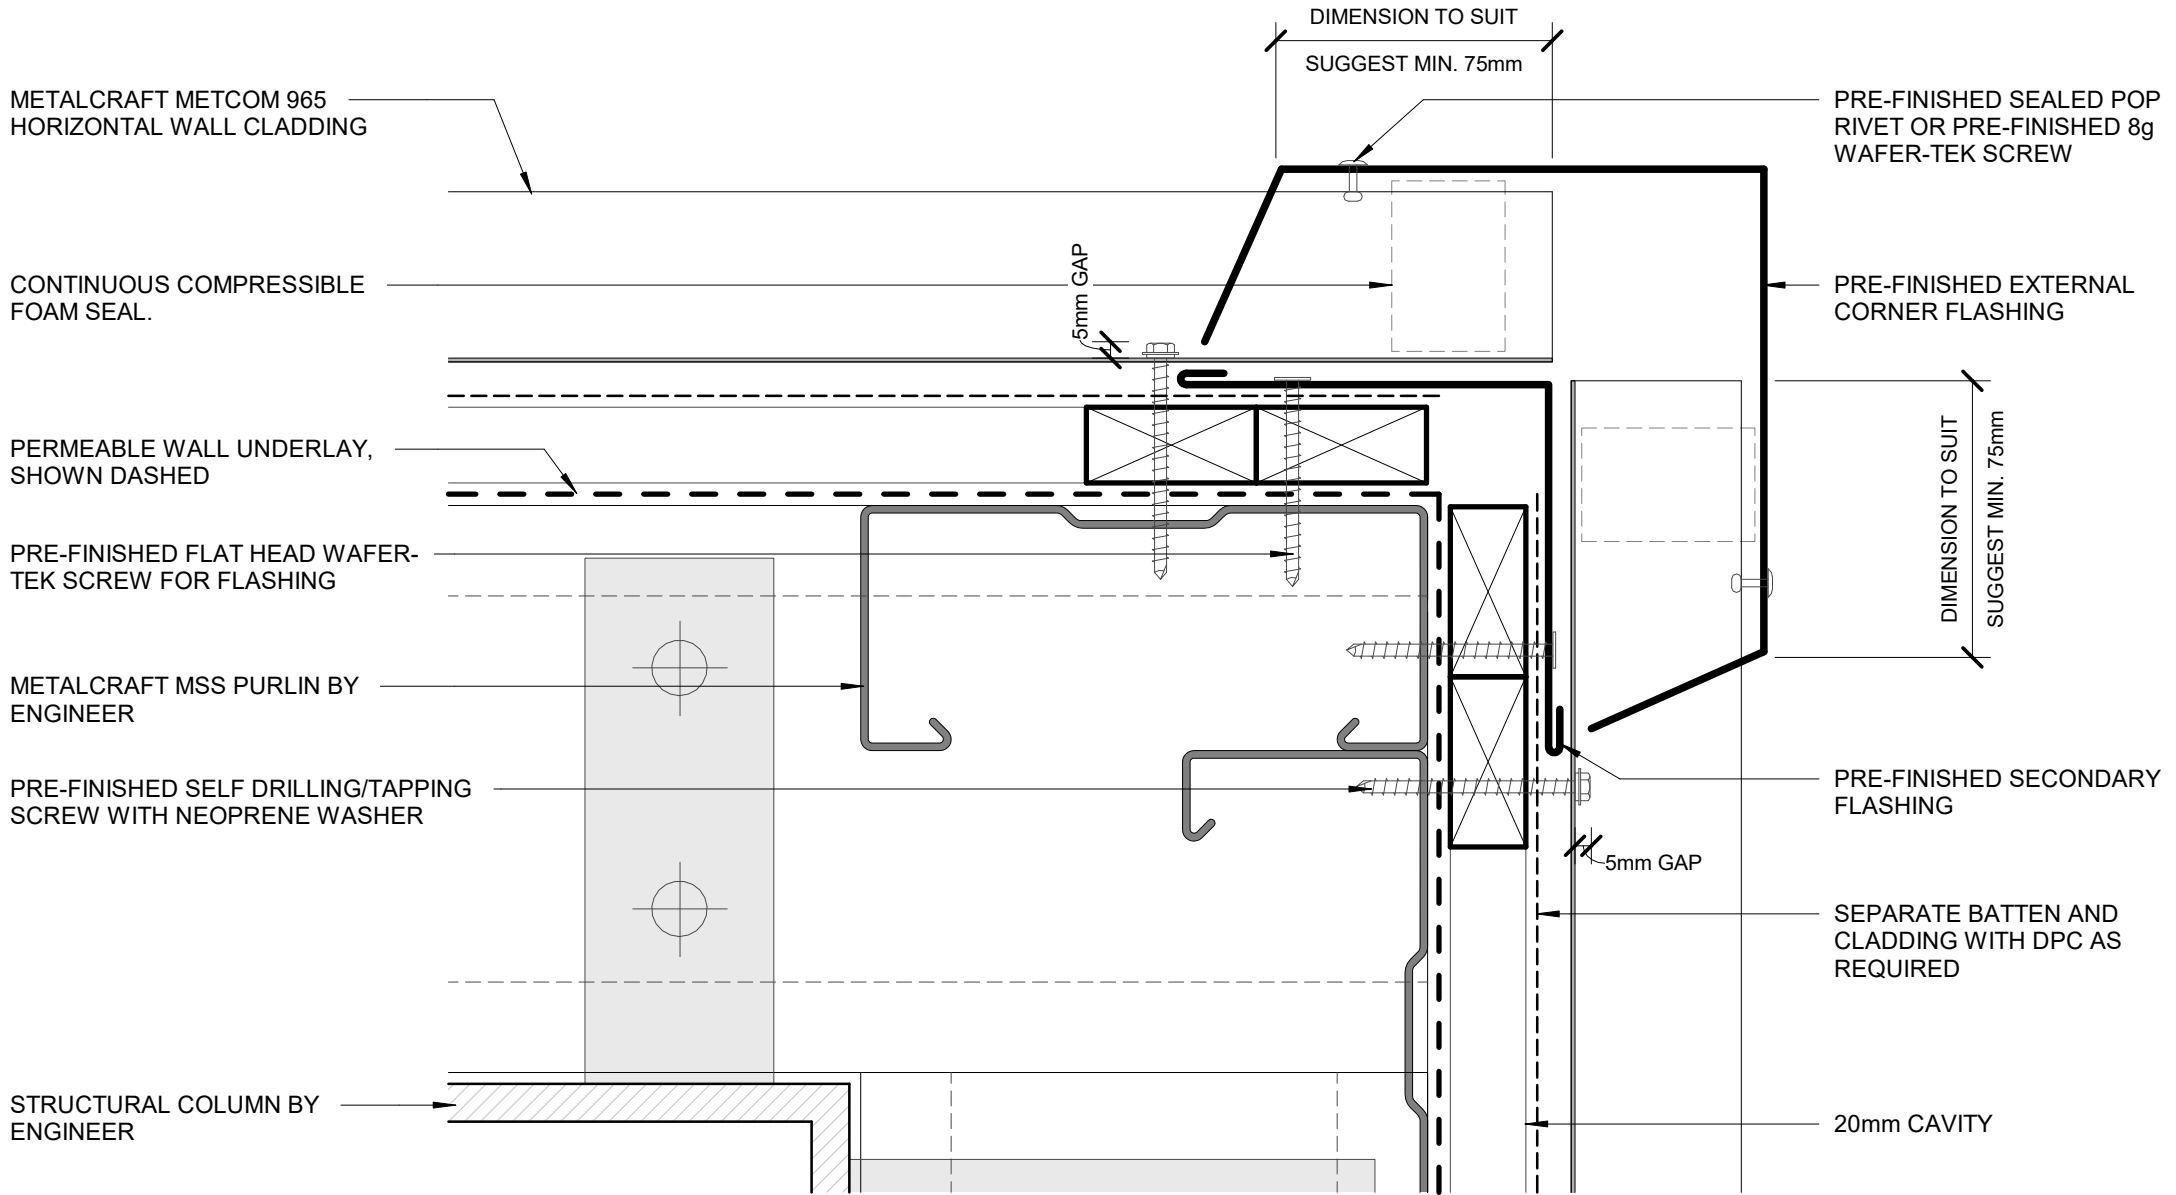 DIMENSION TO SUIT
SUGGEST MIN. 75mm
METALCRAFT METCOM 965
HORIZONTAL WALL CLADDING
CONTINUOUS COMPRESSIBLE
FOAM SEAL.
5mm GAP
PERMEABLE WALL UNDERLAY,
SHOWN DASHED
PRE-FINISHED FLAT HEAD WAFER-
TEK SCREW FOR FLASHING
METALCRAFT MSS PURLIN BY
ENGINEER
PRE-FINISHED SELF DRILLING/TAPPING
SCREW WITH NEOPRENE WASHER
STRUCTURAL COLUMN BY
ENGINEER
PRE-FINISHED SEALED POP
RIVET OR PRE-FINISHED 8g
WAFER-TEK SCREW
PRE-FINISHED EXTERNAL
CORNER FLASHING
DIMENSION TO SUIT
SUGGEST MIN. 75mm
PRE-FINISHED SECONDARY
FLASHING
5mm GAP
SEPARATE BATTEN AND
CLADDING WITH DPC AS
REQUIRED
20mm CAVITY